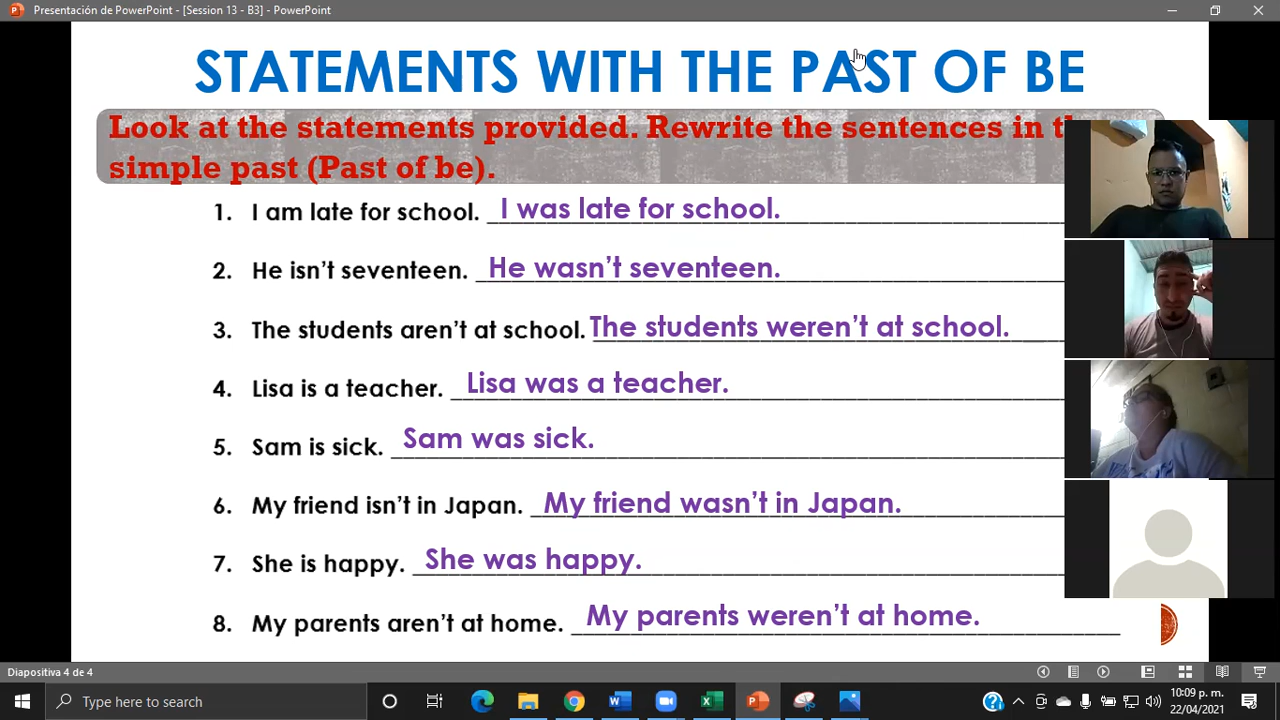 Presentación de PowerPoint - [Session 13 - B3] - PowerPoint
STATEMENTS WITH THE PAST OF BE
Look at the statements provided. Rewrite the sentences in
simple past (Past of be).
1. I am late for school. I was late for school.
2. He isn't seventeen. He wasn't seventeen.
3. The students aren't at school. The students weren't at school.
4. Lisa is a teacher. Lisa was a teacher.
5. Sam is sick. Sam was sick.
6. My friend isn't in Japan. My friend wasn't in Japan.
7. She is happy. She was happy.
8. My parents aren't at home. My parents weren't at home.
Diapositiva 4 de 4
Type here to search
10:09 p. m.
22/04/2021